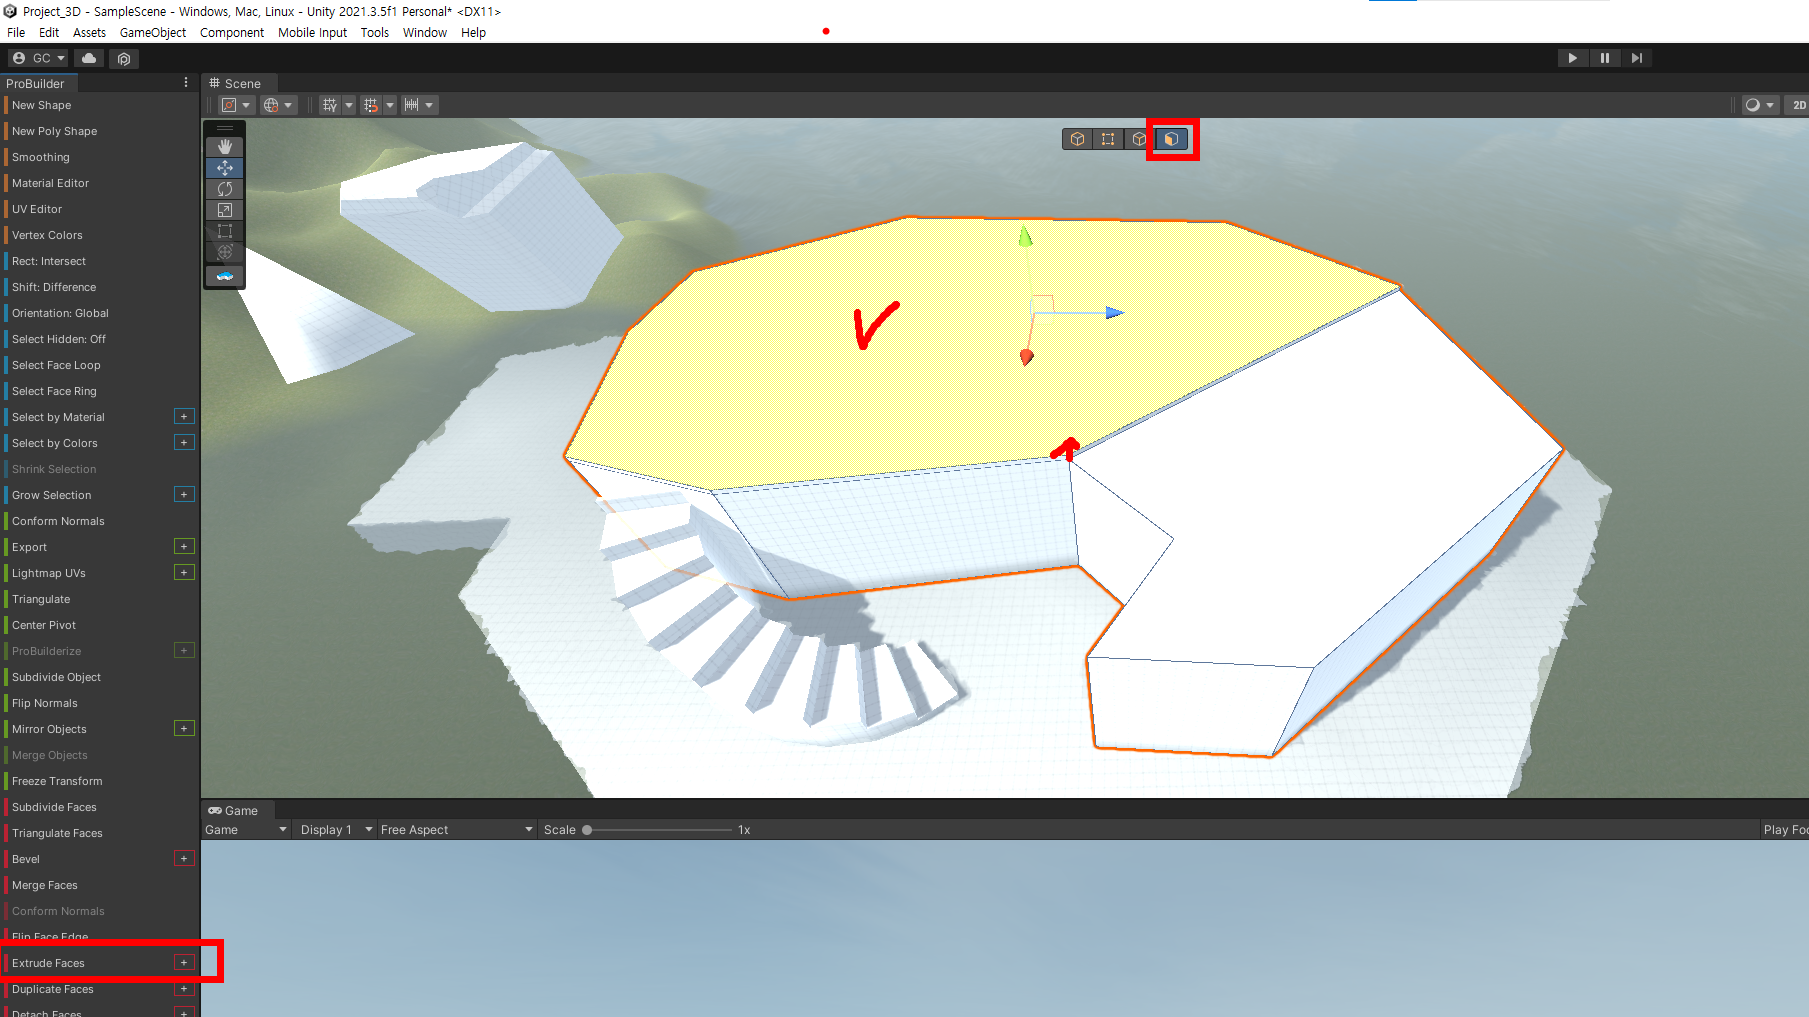 Project_3D - SampleScene - Windows, Mac, Linux - Unity 2021.3.5f1 Personal* <DX11>
File Edit Assets GameObject Component Mobile Input Tools Window Help
GC
ProBuilder
Scene
2D
New Shape
New Poly Shape
Smoothing
Material Editor
UV Editor
Vertex Colors
Rect: Intersect
Shift: Difference
Orientation: Global
Select Hidden: Off
Select Face Loop
Select Face Ring
Select by Material +
Select by Colors +
Shrink Selection
Grow Selection +
Conform Normals
Export +
Lightmap UVs +
Triangulate
Center Pivot
ProBuilderize +
Subdivide Object
Flip Normals
Mirror Objects +
Merge Objects
Freeze Transform
Subdivide Faces
Triangulate Faces
Bevel +
Merge Faces
Conform Normals
Flip Face Edge
Extrude Faces +
Duplicate Faces +
Detach Faces +
Game
Game Display 1 Free Aspect Scale 1x Play Foc